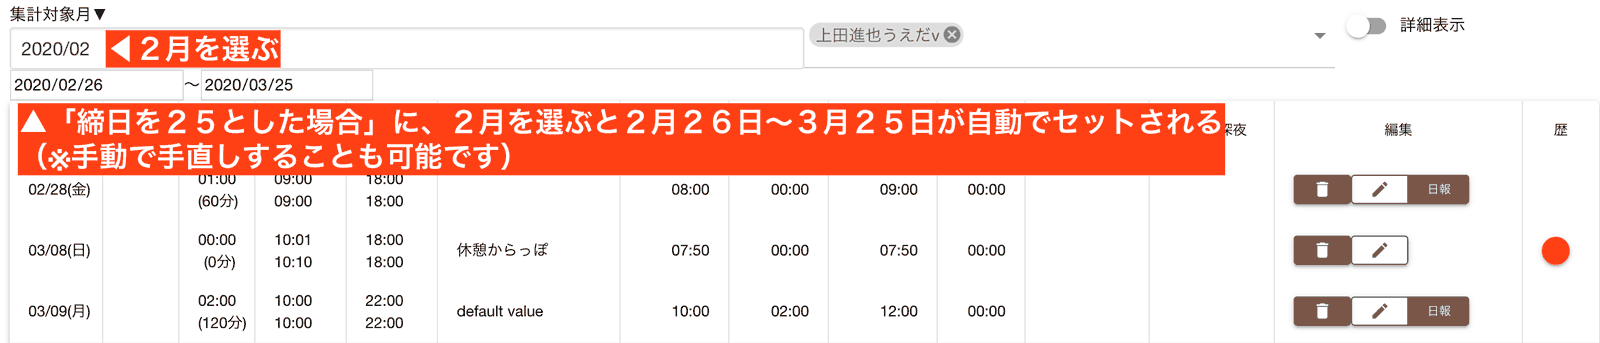 集計対象月▼
2020/02 ◀２月を選ぶ
上田進也うえだv
詳細表示
2020/02/26 〜 2020/03/25
▲「締日を２５とした場合」に、２月を選ぶと２月２６日〜３月２５日が自動でセットされる
（※手動で手直しすることも可能です）
深夜 編集 歴
01:00 09:00 18:00
02/28(金) (60分) 09:00 18:00 08:00 00:00 09:00 00:00 日報
00:00 10:01 18:00
03/08(日) (0分) 10:10 18:00 休憩からっぽ 07:50 00:00 07:50 00:00
02:00 10:00 22:00
03/09(月) (120分) 10:00 22:00 default value 10:00 02:00 12:00 00:00 日報